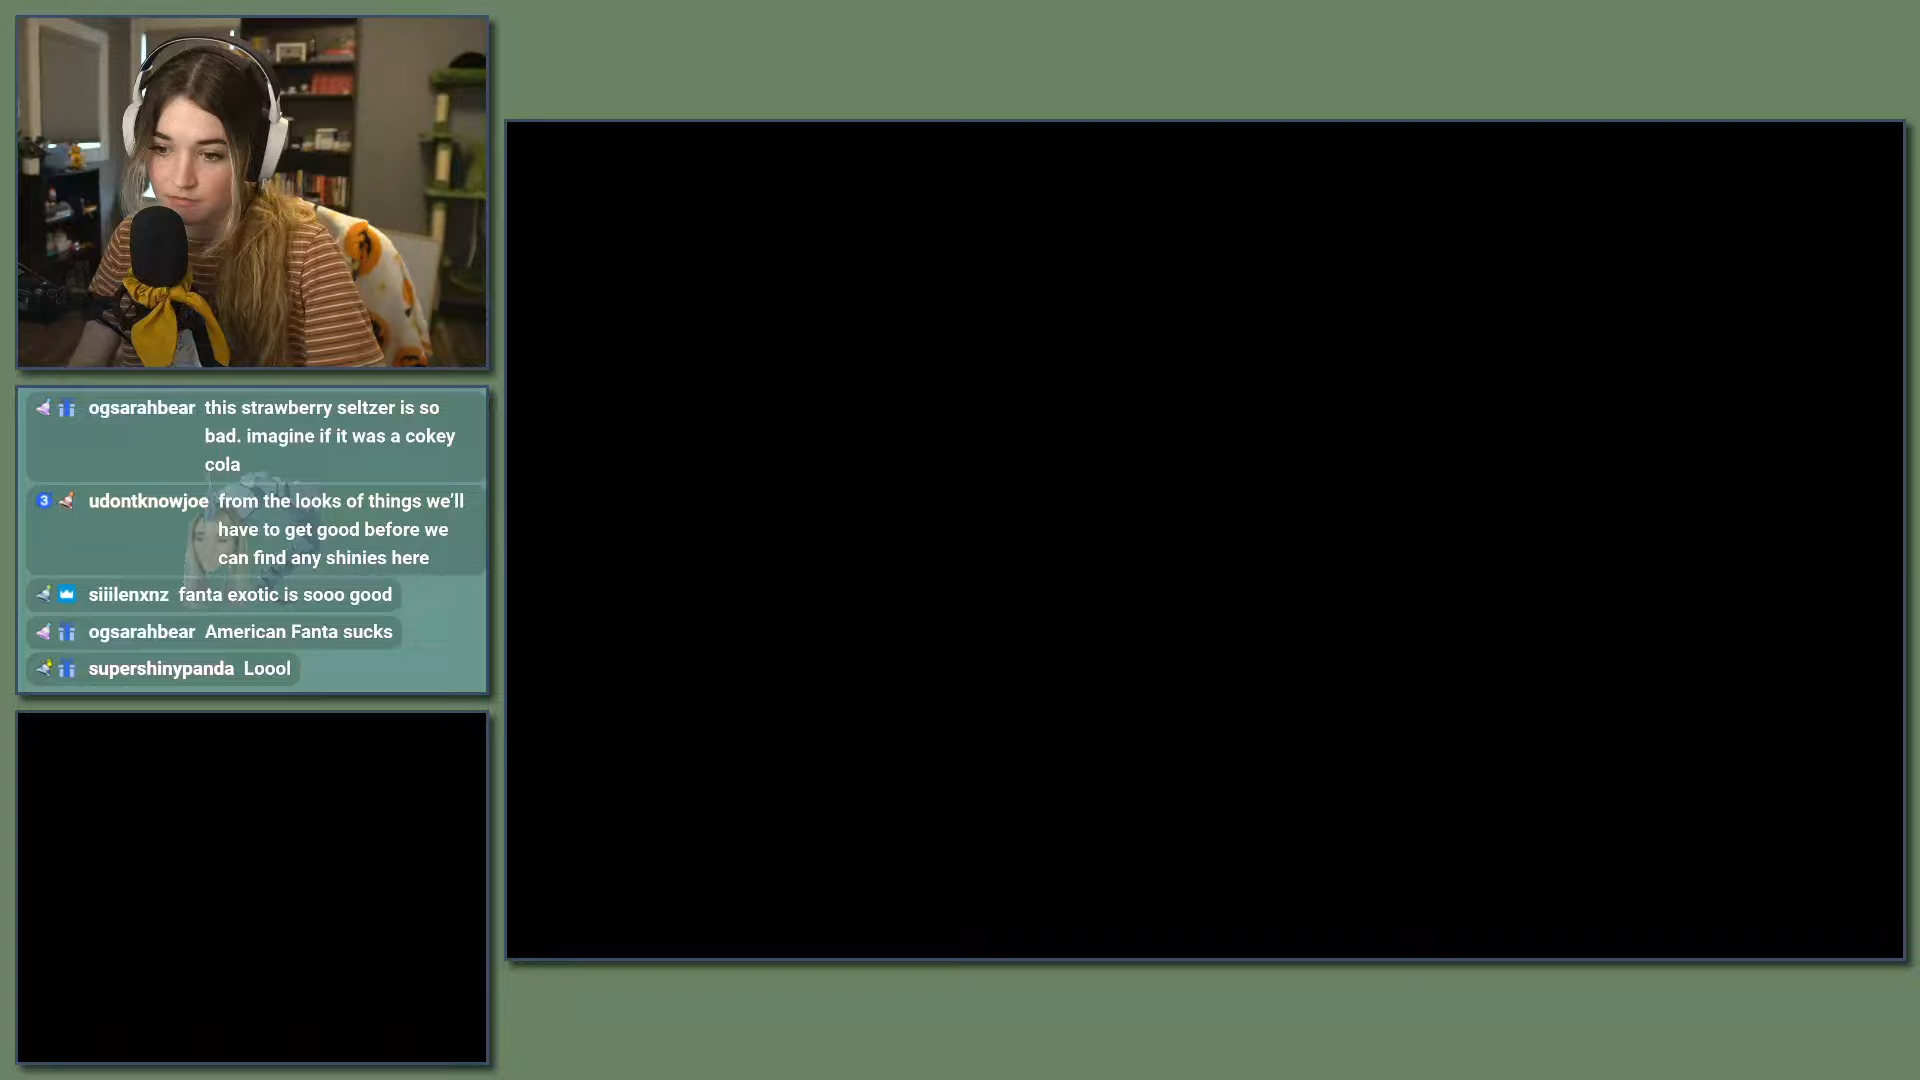 ogsarahbear this strawberry seltzer is so
bad. imagine if it was a cokey
cola
3 udontknowjoe from the looks of things we’ll
have to get good before we
can find any shinies here
siiilenxnz fanta exotic is sooo good
ogsarahbear American Fanta sucks
supershinypanda Loool